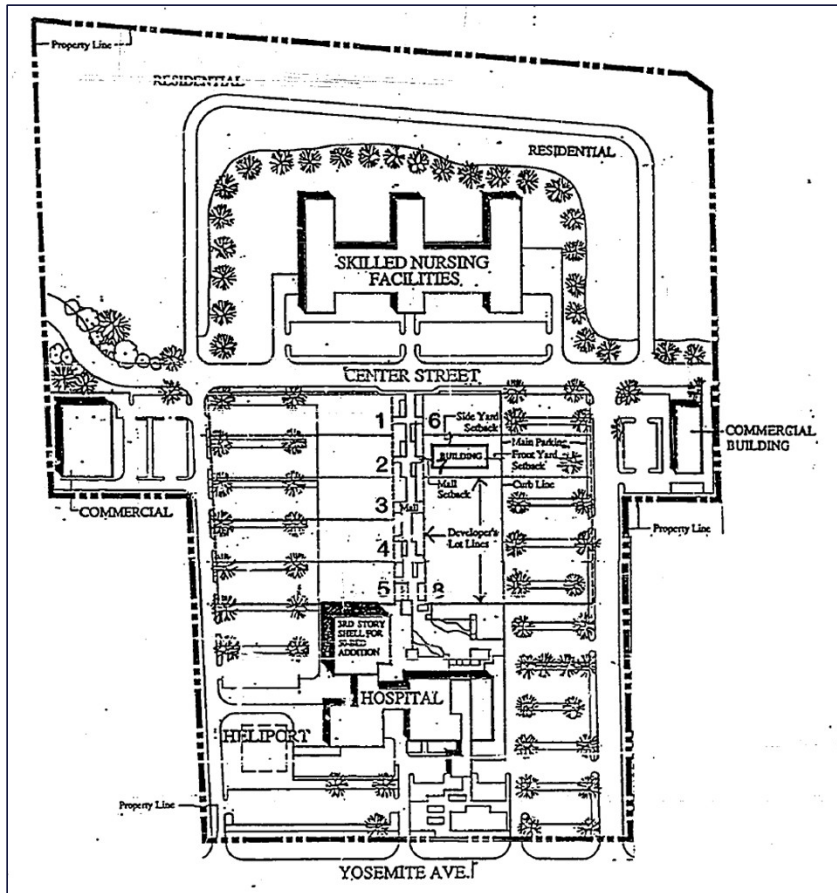 Property Line
RESIDENTIAL
RESIDENTIAL
SKILLED NURSING
FACILITIES
CENTER STREET
1
6
Side Yard
Setback
Main Parking
BUILDING
Front Yard
Setback
COMMERCIAL
BUILDING
2
7
Mall
Setback
Curb Line
COMMERCIAL
3
Mall
Property Line
4
Developer's
Lot Lines
5
8
3RD STORY
SHELL FOR
30-BED
ADDITION
HOSPITAL
HELIPORT
Property Line
YOSEMITE AVE.